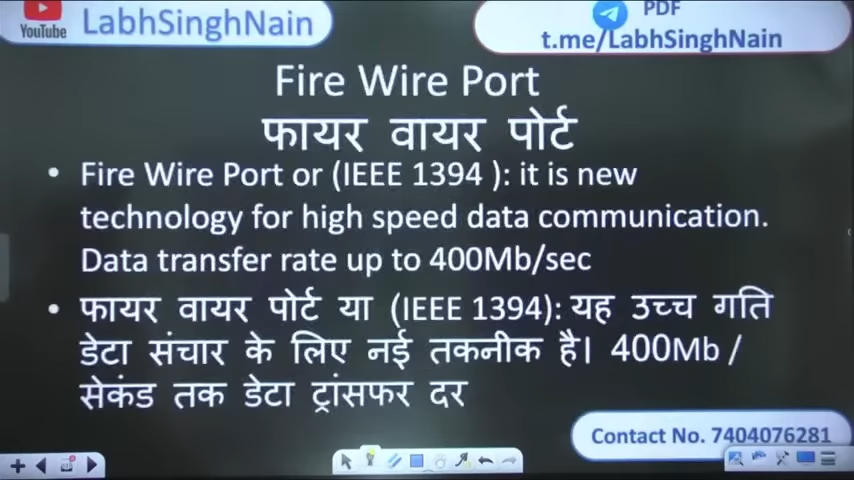 YouTube
LabhSinghNain
PDF
t.me/LabhSinghNain
Fire Wire Port
फायर वायर पोर्ट
• Fire Wire Port or (IEEE 1394 ): it is new
technology for high speed data communication.
Data transfer rate up to 400Mb/sec
• फायर वायर पोर्ट या (IEEE 1394): यह उच्च गति
डेटा संचार के लिए नई तकनीक है। 400Mb /
सेकंड तक डेटा ट्रांसफर दर
Contact No. 7404076281